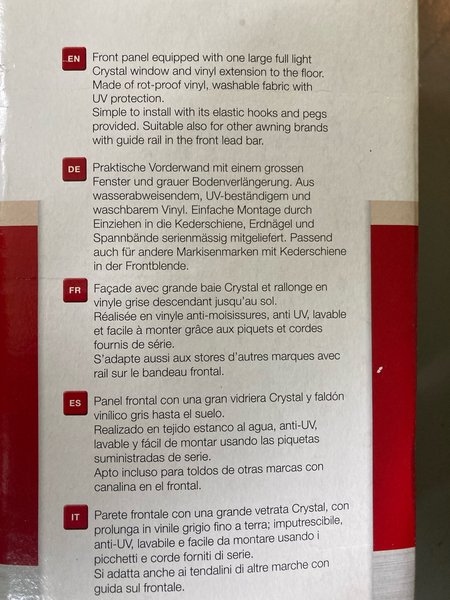 EN Front panel equipped with one large full light
Crystal window and vinyl extension to the floor.
Made of rot-proof vinyl, washable fabric with
UV protection.
Simple to install with its elastic hooks and pegs
provided. Suitable also for other awning brands
with guide rail in the front lead bar.
DE Praktische Vorderwand mit einem grossen
Fenster und grauer Bodenverlängerung. Aus
wasserabweisendem, UV-beständigem und
waschbarem Vinyl. Einfache Montage durch
Einziehen in die Kederschiene, Erdnägel und
Spannbände serienmässig mitgeliefert. Passend
auch für andere Markisenmarken mit Kederschiene
in der Frontblende.
FR Façade avec grande baie Crystal et rallonge en
vinyle grise descendant jusqu'au sol.
Réalisée en vinyle anti-moisissures, anti UV, lavable
et facile à monter grâce aux piquets et cordes
fournis de série.
S'adapte aussi aux stores d'autres marques avec
rail sur le bandeau frontal.
ES Panel frontal con una gran vidriera Crystal y faldón
vinílico gris hasta el suelo.
Realizado en tejido estanco al agua, anti-UV,
lavable y fácil de montar usando las piquetas
suministradas de serie.
Apto incluso para toldos de otras marcas con
canalina en el frontal.
IT Parete frontale con una grande vetrata Crystal, con
prolunga in vinile grigio fino a terra; imputrescibile,
anti-UV, lavabile e facile da montare usando i
picchetti e corde forniti di serie.
Si adatta anche ai tendalini di altre marche con
guida sul frontale.